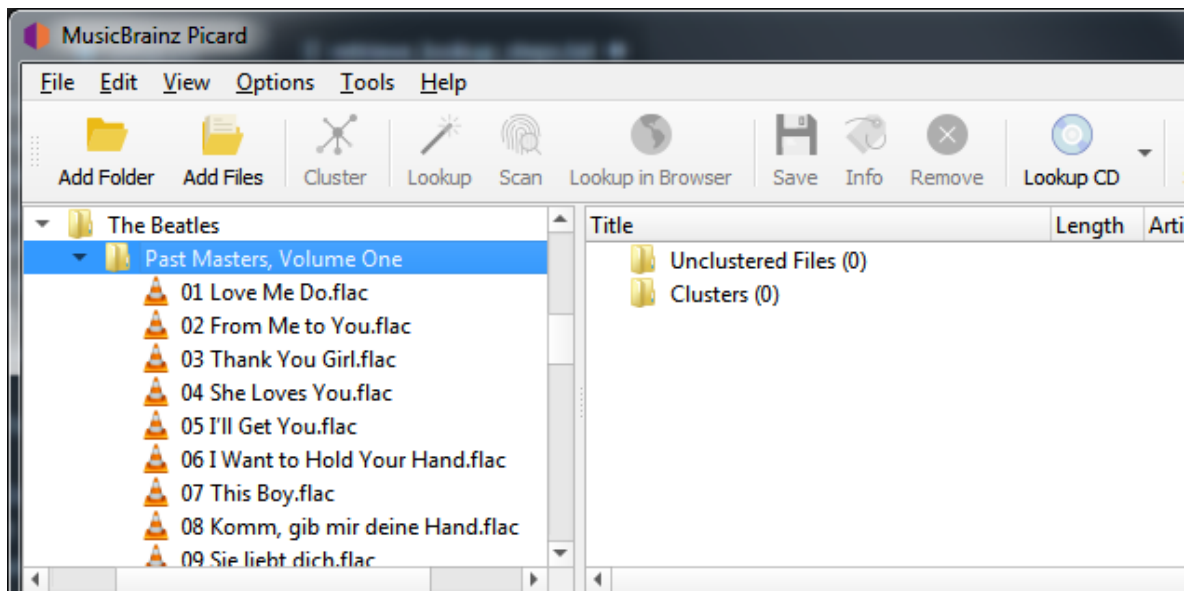 MusicBrainz Picard
File Edit View Options Tools Help
Add Folder Add Files Cluster Lookup Scan Lookup in Browser Save Info Remove Lookup CD
The Beatles
Past Masters, Volume One
01 Love Me Do.flac
02 From Me to You.flac
03 Thank You Girl.flac
04 She Loves You.flac
05 I'll Get You.flac
06 I Want to Hold Your Hand.flac
07 This Boy.flac
08 Komm, gib mir deine Hand.flac
09 Sie liebt dich.flac
Title Length Arti
Unclustered Files (0)
Clusters (0)